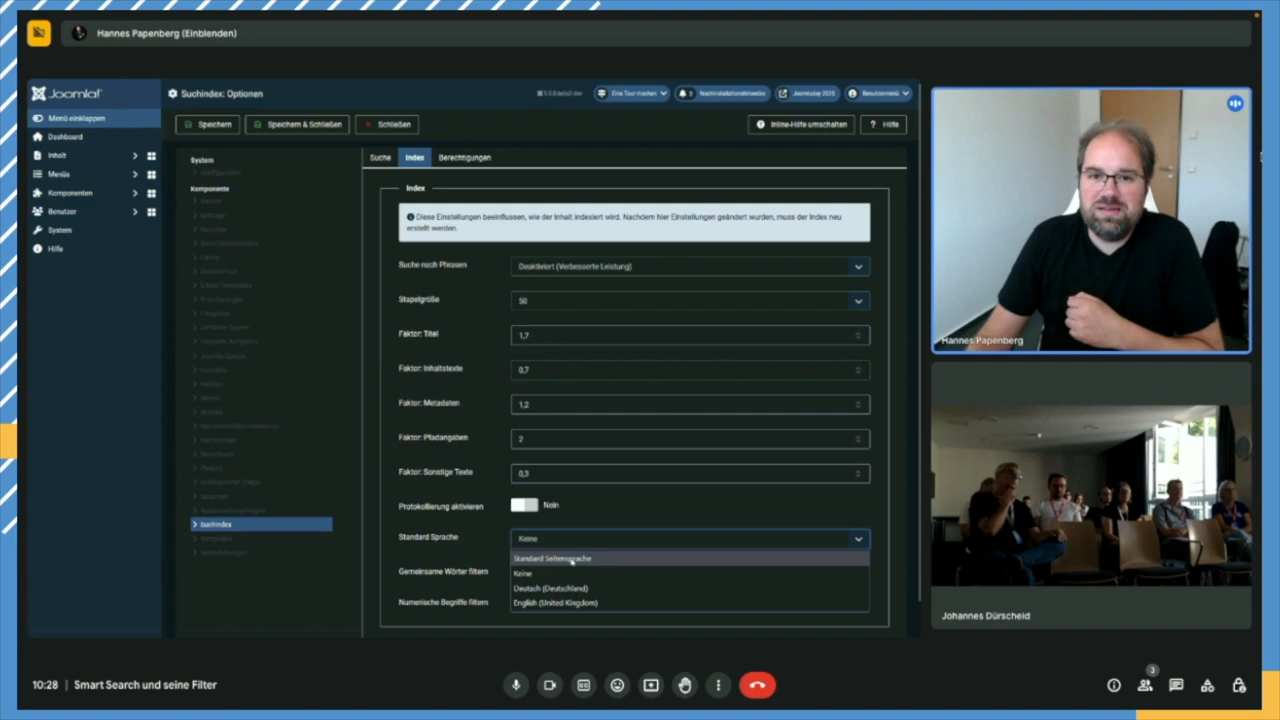 Hannes Papenberg (Einblenden)
Joomla!
Suchindex: Optionen
Eine Tour machen
Nachinstallationshinweise
Joomladay 2023
Benutzermenü
Menü einklappen
Speichern
Speichern & Schließen
Schließen
Inline-Hilfe umschalten
? Hilfe
Dashboard
Inhalt
Menüs
Komponenten
Benutzer
System
Hilfe
System
Komponente
Suchindex
Suche
Index
Berechtigungen
Index
Diese Einstellungen beeinflussen, wie der Inhalt indexiert wird. Nachdem hier Einstellungen geändert wurden, muss der Index neu
erstellt werden.
Suche nach Phrasen
Deaktiviert (Verbesserte Leistung)
Stapelgröße
50
Faktor: Titel
1,7
Faktor: Inhaltstexte
0,7
Faktor: Metadaten
1,2
Faktor: Pfadangaben
2
Faktor: Sonstige Texte
0,3
Protokollierung aktivieren
Nein
Standard Sprache
Keine
Standard Seitensprache
Keine
Deutsch (Deutschland)
English (United Kingdom)
Gemeinsame Wörter filtern
Numerische Begriffe filtern
Hannes Papenberg
Johannes Dürscheid
10:28 | Smart Search und seine Filter
3